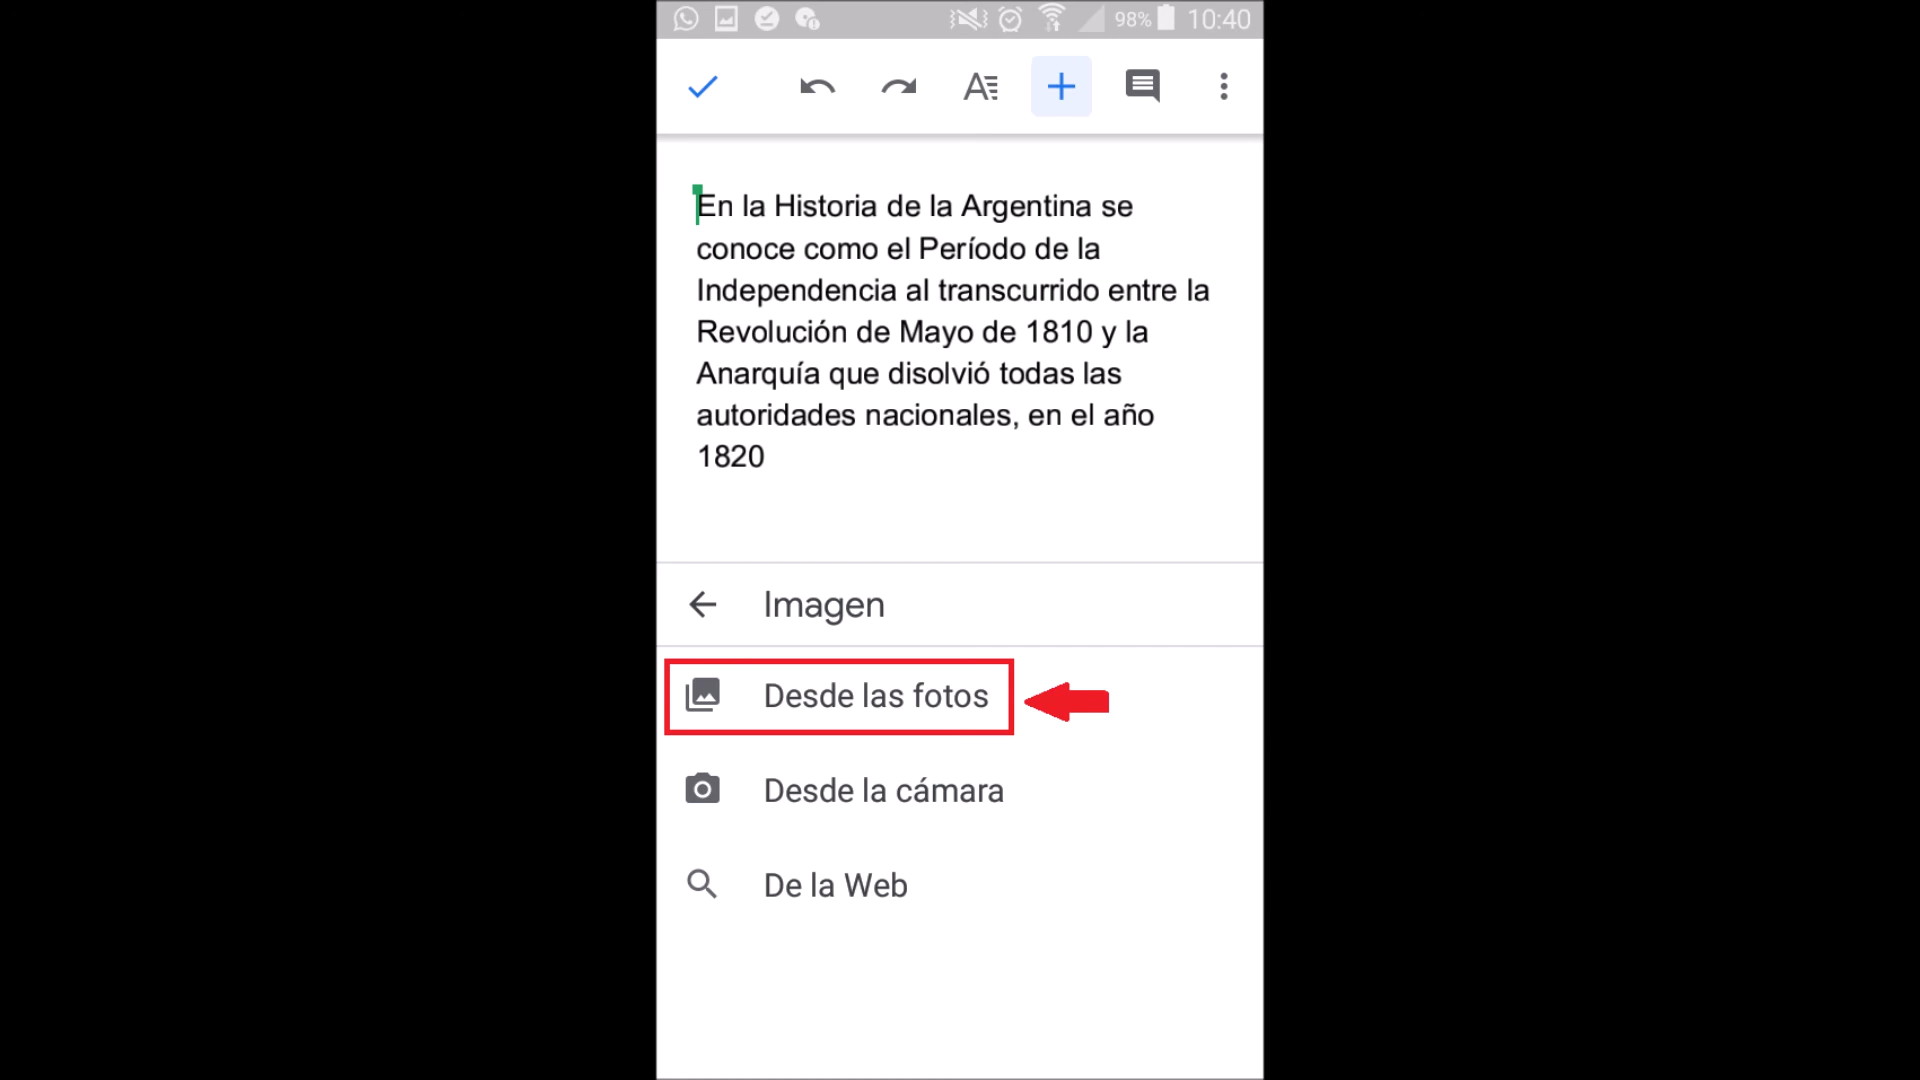 98% 10:40
En la Historia de la Argentina se
conoce como el Período de la
Independencia al transcurrido entre la
Revolución de Mayo de 1810 y la
Anarquía que disolvió todas las
autoridades nacionales, en el año
1820
Imagen
Desde las fotos
Desde la cámara
De la Web